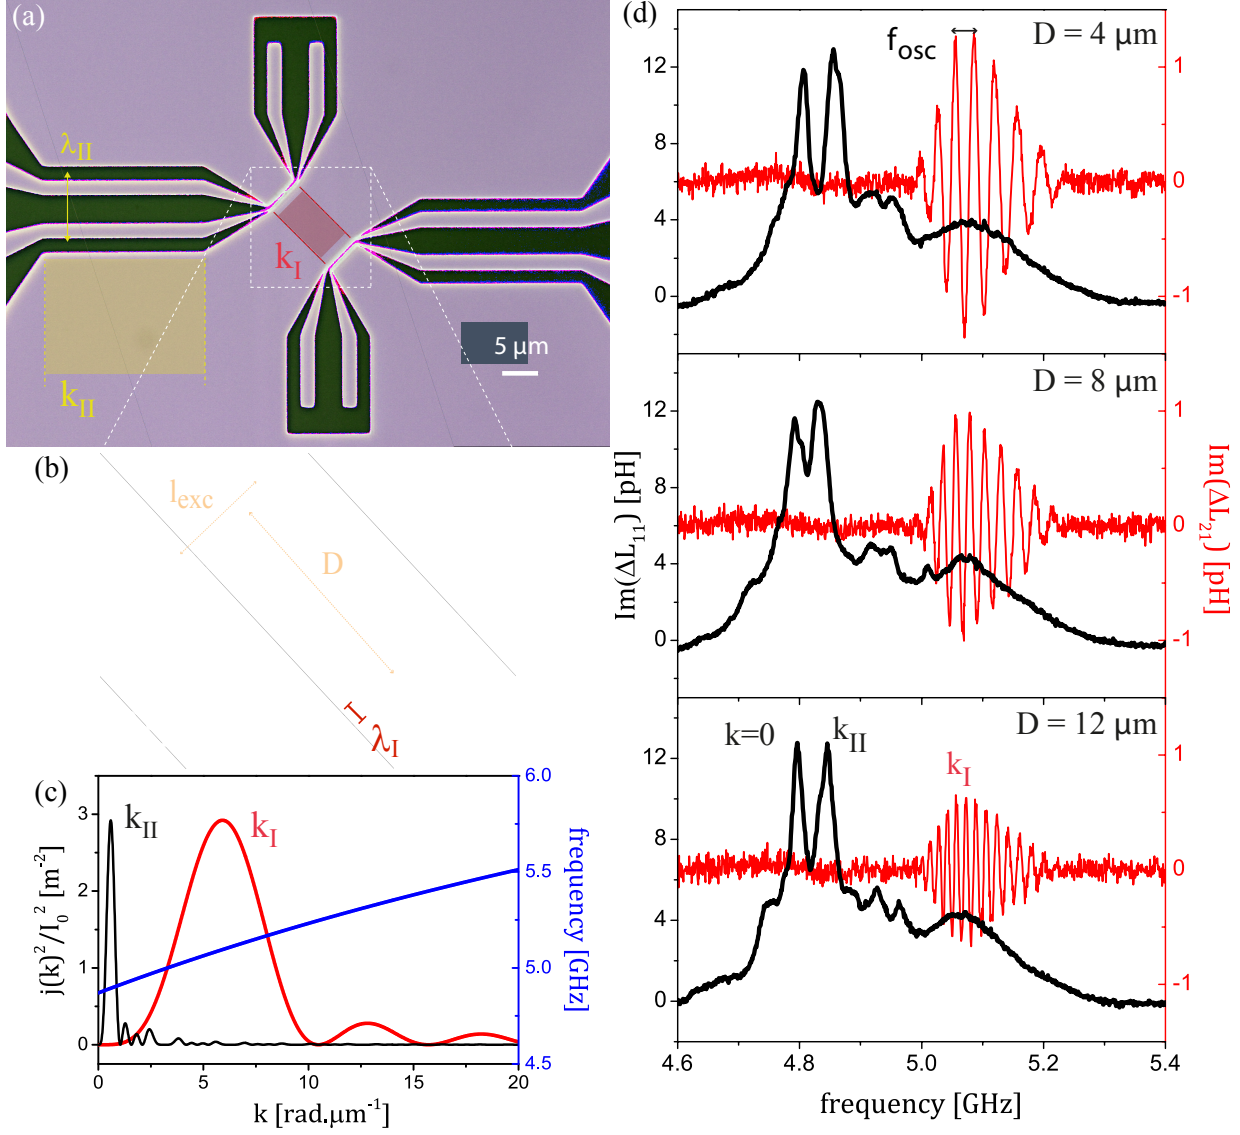 (a)
λII
kI
kII
5 μm
(b)
lexc
D
λI
(c)
kII
kI
j(k)²/I₀² [m⁻²]
3
2
1
0
0
5
10
15
20
k [rad.μm⁻¹]
6.0
5.5
5.0
4.5
frequency [GHz]
(d)
fosc
D = 4 μm
12
8
4
0
1
0
-1
D = 8 μm
12
8
4
0
1
0
-1
Im(ΔL₁₁) [pH]
Im(ΔL₂₁) [pH]
k=0
kII
kI
D = 12 μm
12
8
4
0
1
0
-1
4.6
4.8
5.0
5.2
5.4
frequency [GHz]